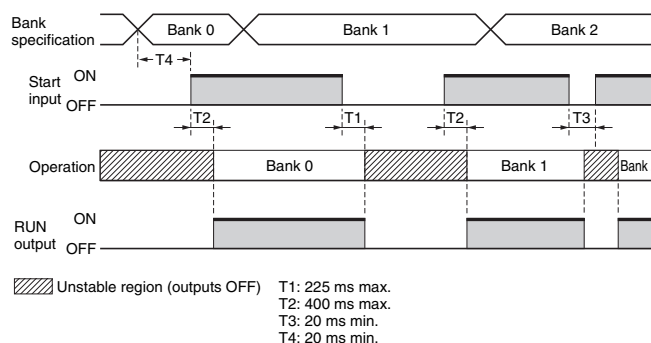 Bank
specification
Bank 0
Bank 1
Bank 2
T4
Start
input
ON
OFF
T2
T1
T2
T3
Operation
Bank 0
Bank 1
Bank
RUN
output
ON
OFF
Unstable region (outputs OFF)
T1: 225 ms max.
T2: 400 ms max.
T3: 20 ms min.
T4: 20 ms min.